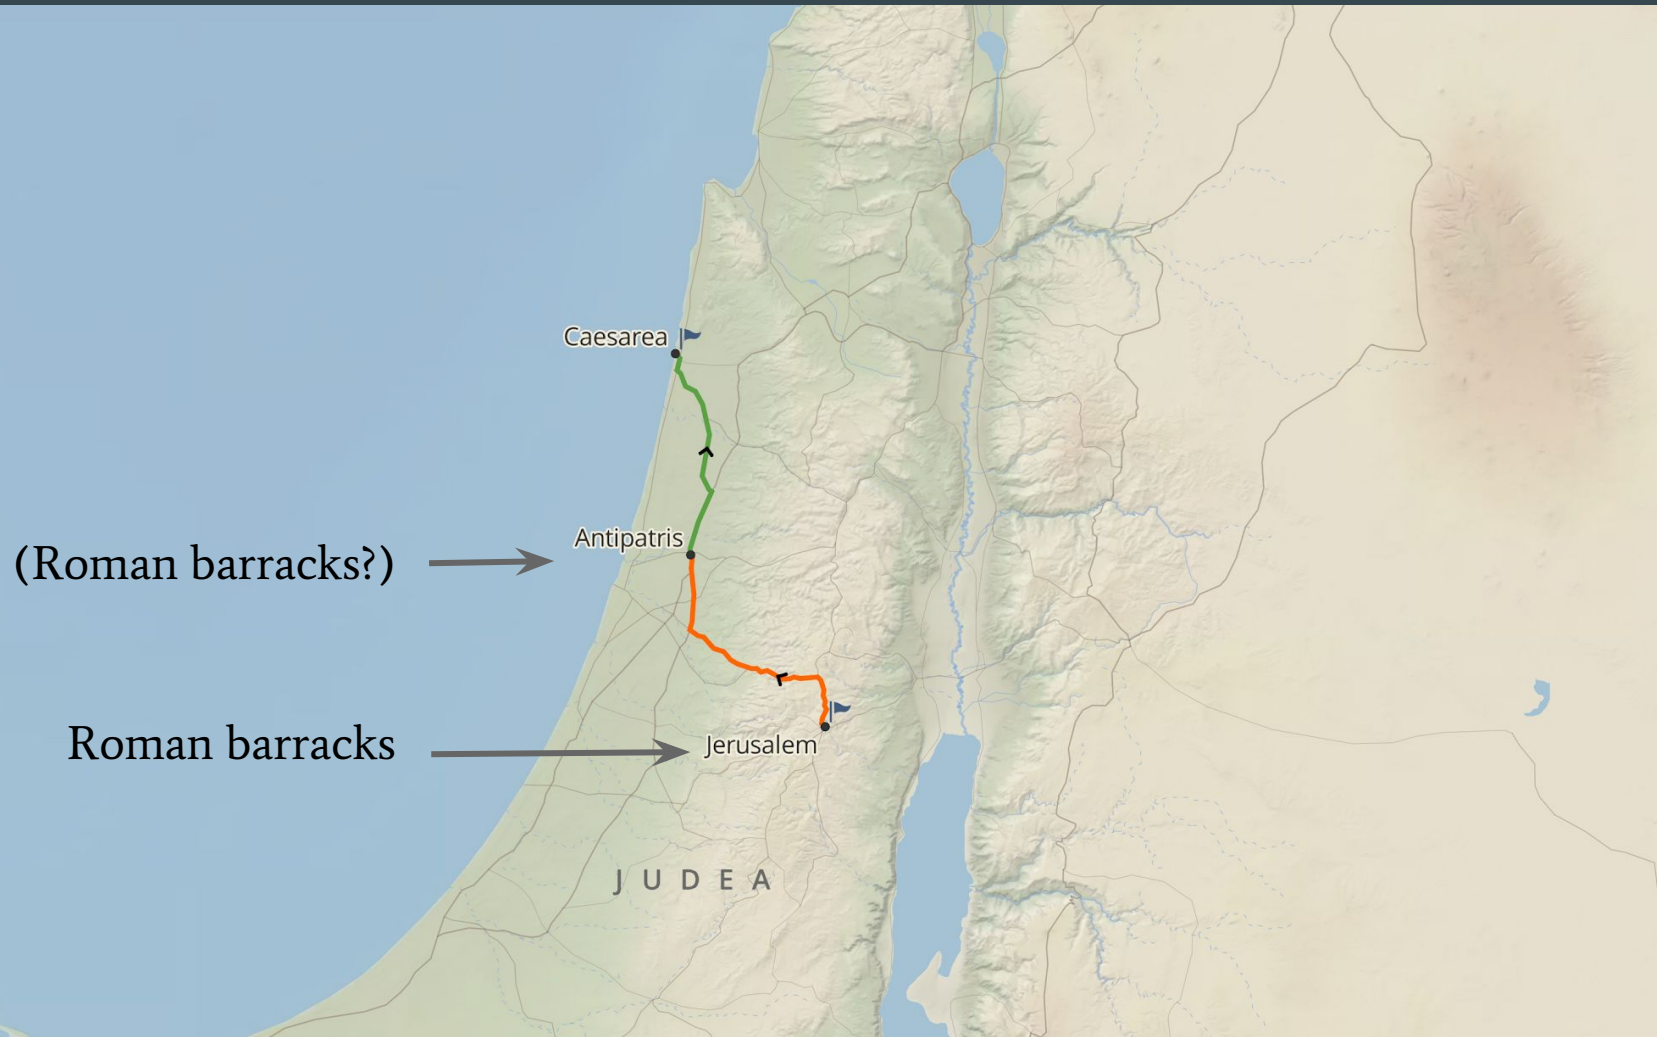 Caesarea
Antipatris
(Roman barracks?)
Roman barracks
Jerusalem
JUDEA